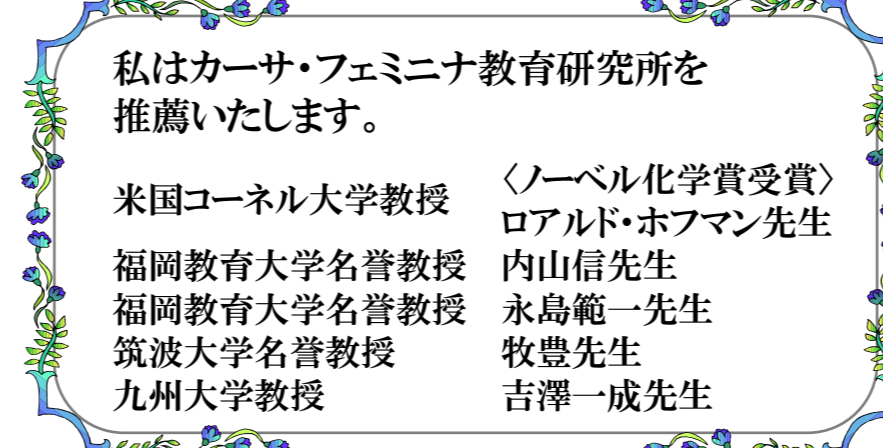 私はカーサ・フェミニナ教育研究所を
推薦いたします。
米国コーネル大学教授 〈ノーベル化学賞受賞〉
ロアルド・ホフマン先生
福岡教育大学名誉教授 内山信先生
福岡教育大学名誉教授 永島範一先生
筑波大学名誉教授 牧豊先生
九州大学教授 吉澤一成先生